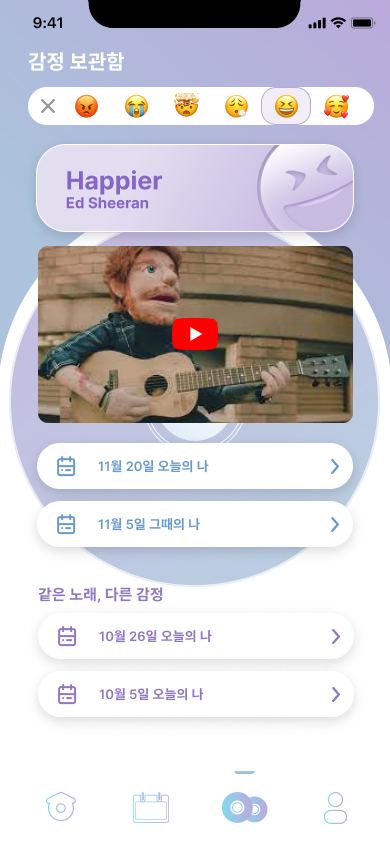 9:41
감정 보관함
Happier
Ed Sheeran
11월 20일 오늘의 나
11월 5일 그때의 나
같은 노래, 다른 감정
10월 26일 오늘의 나
10월 5일 오늘의 나